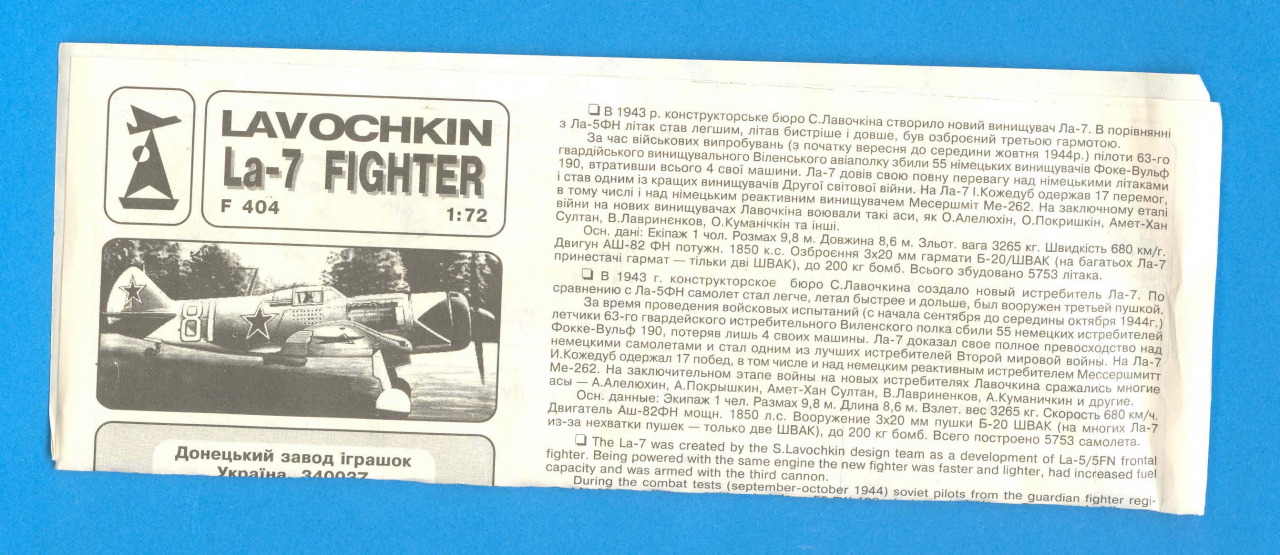 LAVOCHKIN
La-7 FIGHTER
F 404
1:72
Донецький завод іграшок
Україна, 340037
❏ В 1943 р. конструкторське бюро С.Лавочкіна створило новий винищувач Ла-7. В порівнянні
з Ла-5ФН літак став легшим, літав бистріше і довше, був озброєний третьою гармотою.
За час військових випробувань (з початку вересня до середини жовтня 1944р.) пілоти 63-го
гвардійського винищувального Віленського авіаполку збили 55 німецьких винищувачів Фоке-Вульф
190, втративши всього 4 свої машини. Ла-7 довів свою повну перевагу над німецькими літаками
і став одним із кращих винищувачів Другої світової війни. На Ла-7 І.Кожедуб одержав 17 перемог,
в тому числі і над німецьким реактивним винищувачем Месершміт Ме-262. На заключному етапі
війни на нових винищувачах Лавочкіна воювали такі аси, як О.Алелюхін, О.Покришкін, Амет-Хан
Султан, В.Лавринєнков, О.Куманічкін та інші.
Осн. дані: Екіпаж 1 чол. Розмах 9,8 м. Довжина 8,6 м. Зльот. вага 3265 кг. Швидкість 680 км/г.
Двигун АШ-82 ФН потужн. 1850 к.с. Озброєння 3х20 мм гармати Б-20/ШВАК (на багатьох Ла-7
принестачі гармат — тільки дві ШВАК), до 200 кг бомб. Всього збудовано 5753 літака.
❏ В 1943 г. конструкторское бюро С.Лавочкина создало новый истребитель Ла-7. По
сравнению с Ла-5ФН самолет стал легче, летал быстрее и дольше, был вооружен третьей пушкой.
За время проведения войсковых испытаний (с начала сентября до середины октября 1944г.)
летчики 63-го гвардейского истребительного Виленского полка сбили 55 немецких истребителей
Фокке-Вульф 190, потеряв лишь 4 своих машины. Ла-7 доказал свое полное превосходство над
немецкими самолетами и стал одним из лучших истребителей Второй мировой войны. На Ла-7
И.Кожедуб одержал 17 побед, в том числе и над немецким реактивным истребителем Мессершмитт
Ме-262. На заключительном этапе войны на новых истребителях Лавочкина сражались многие
асы — А.Алелюхин, А.Покрышкин, Амет-Хан Султан, В.Лавриненков, А.Куманичкин и другие.
Осн. данные: Экипаж 1 чел. Размах 9,8 м. Длина 8,6 м. Взлет. вес 3265 кг. Скорость 680 км/ч.
Двигатель Аш-82ФН мощн. 1850 л.с. Вооружение 3х20 мм пушки Б-20 ШВАК (на многих Ла-7
из-за нехватки пушек — только две ШВАК), до 200 кг бомб. Всего построено 5753 самолета.
❏ The La-7 was created by the S.Lavochkin design team as a development of La-5/5FN frontal
fighter. Being powered with the same engine the new fighter was faster and lighter, had increased fuel
capacity and was armed with the third cannon.
During the combat tests (september-october 1944) soviet pilots from the guardian fighter regi-